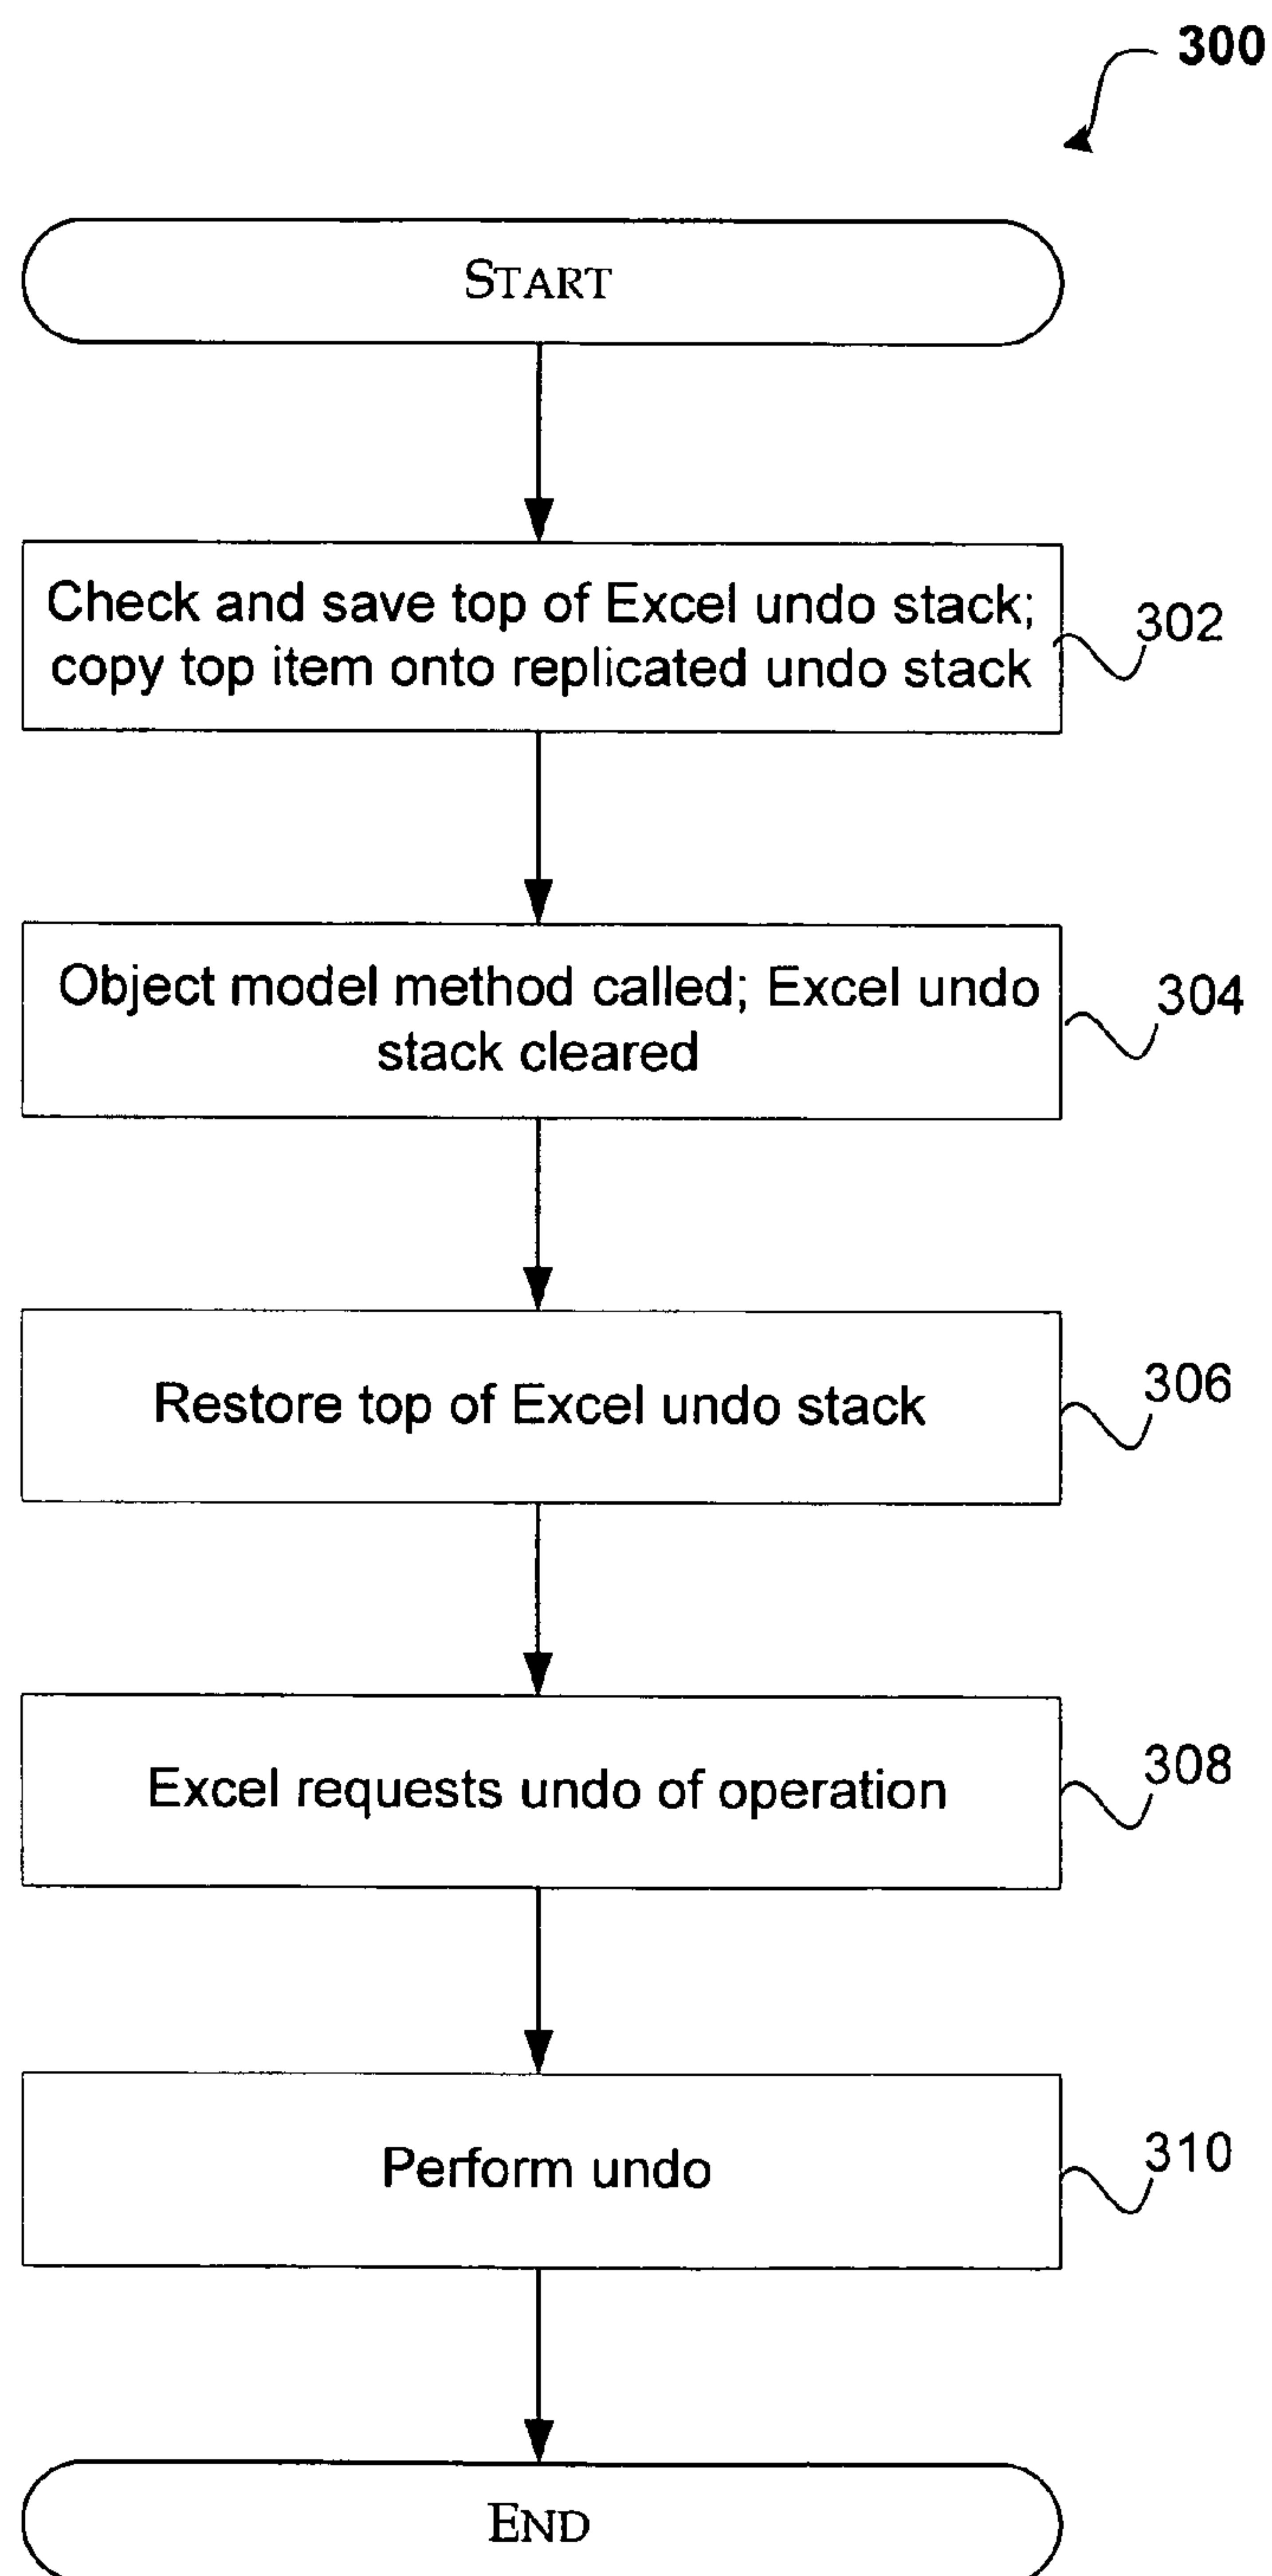 300
START
Check and save top of Excel undo stack;
copy top item onto replicated undo stack
302
Object model method called; Excel undo
stack cleared
304
Restore top of Excel undo stack
306
Excel requests undo of operation
308
Perform undo
310
END